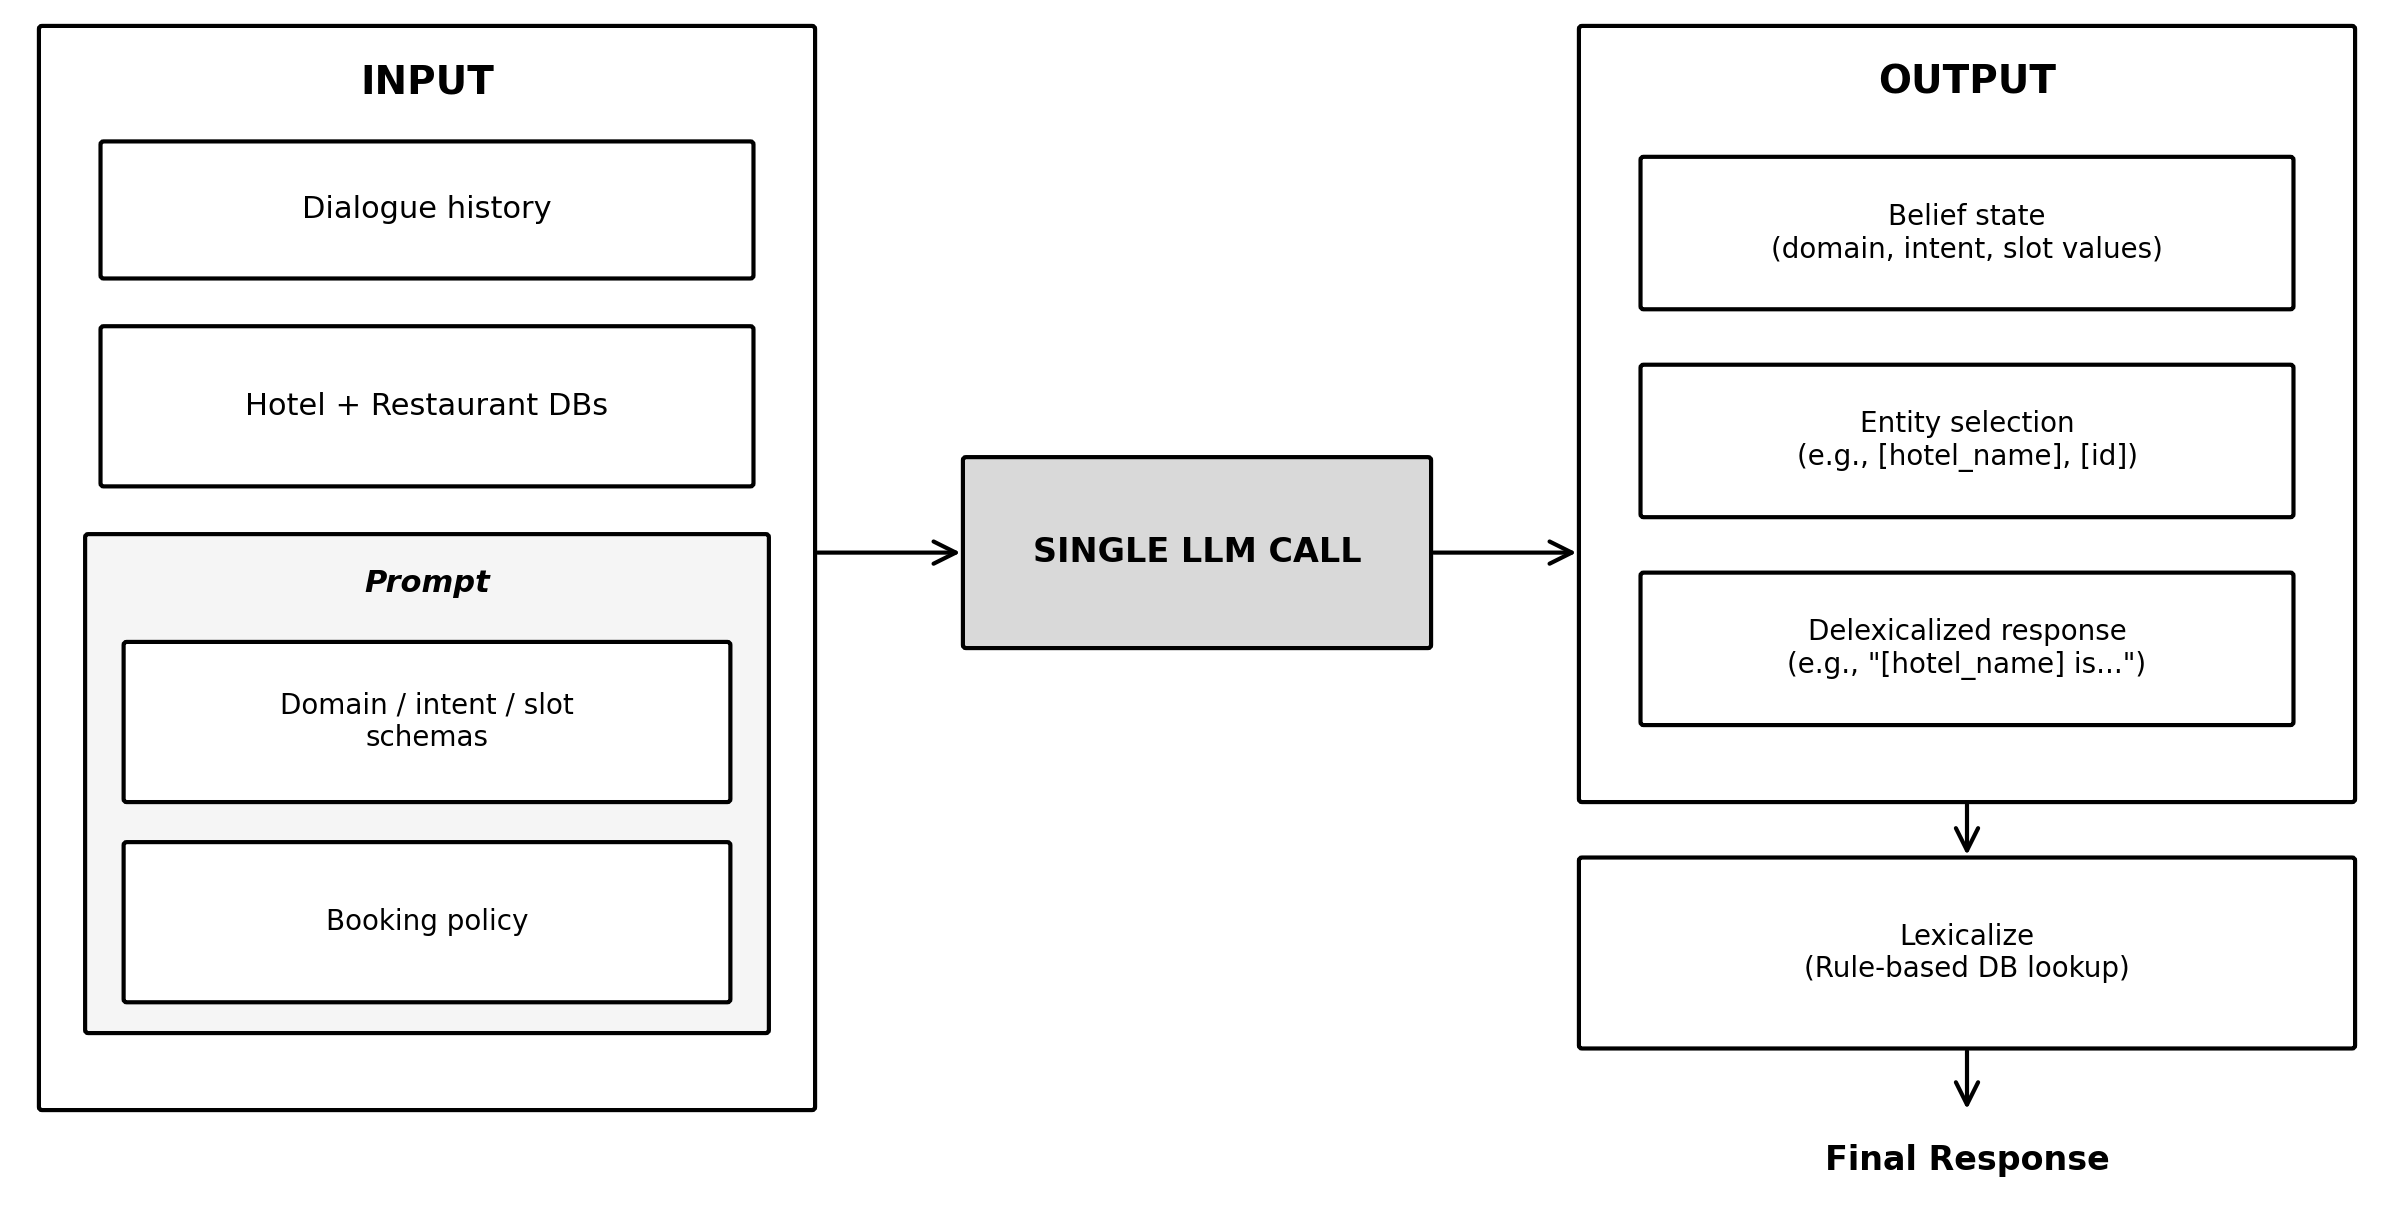 INPUT
Dialogue history
Hotel + Restaurant DBs
Prompt
Domain / intent / slot
schemas
Booking policy
SINGLE LLM CALL
OUTPUT
Belief state
(domain, intent, slot values)
Entity selection
(e.g., [hotel_name], [id])
Delexicalized response
(e.g., "[hotel_name] is...")
Lexicalize
(Rule-based DB lookup)
Final Response